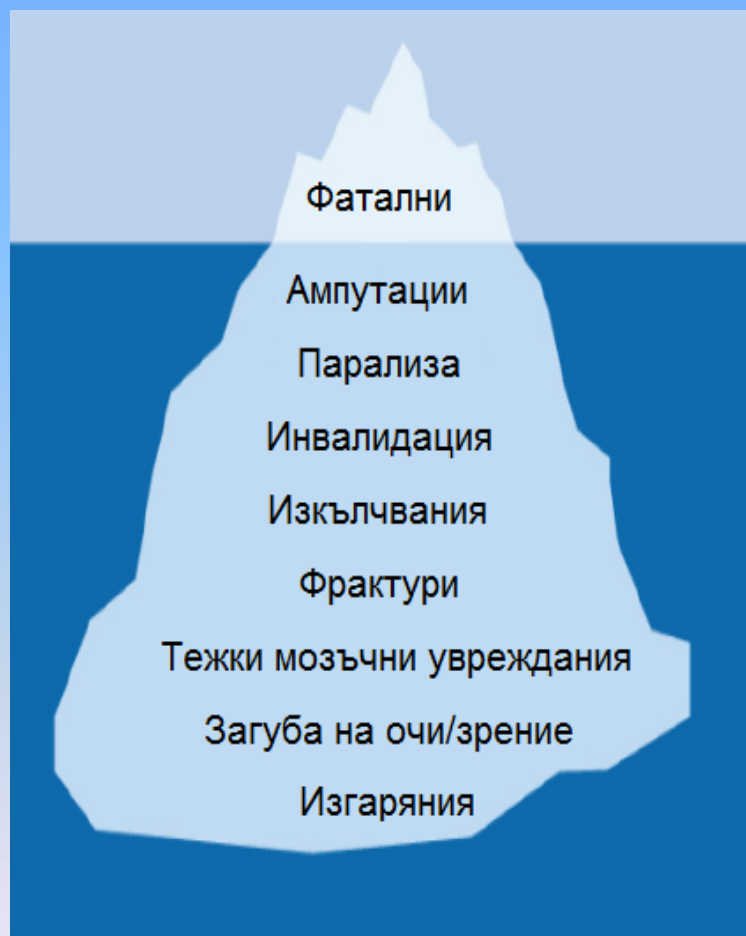 Фатални
Ампутации
Парализа
Инвалидация
Изкълчвания
Фрактури
Тежки мозъчни увреждания
Загуба на очи/зрение
Изгаряния